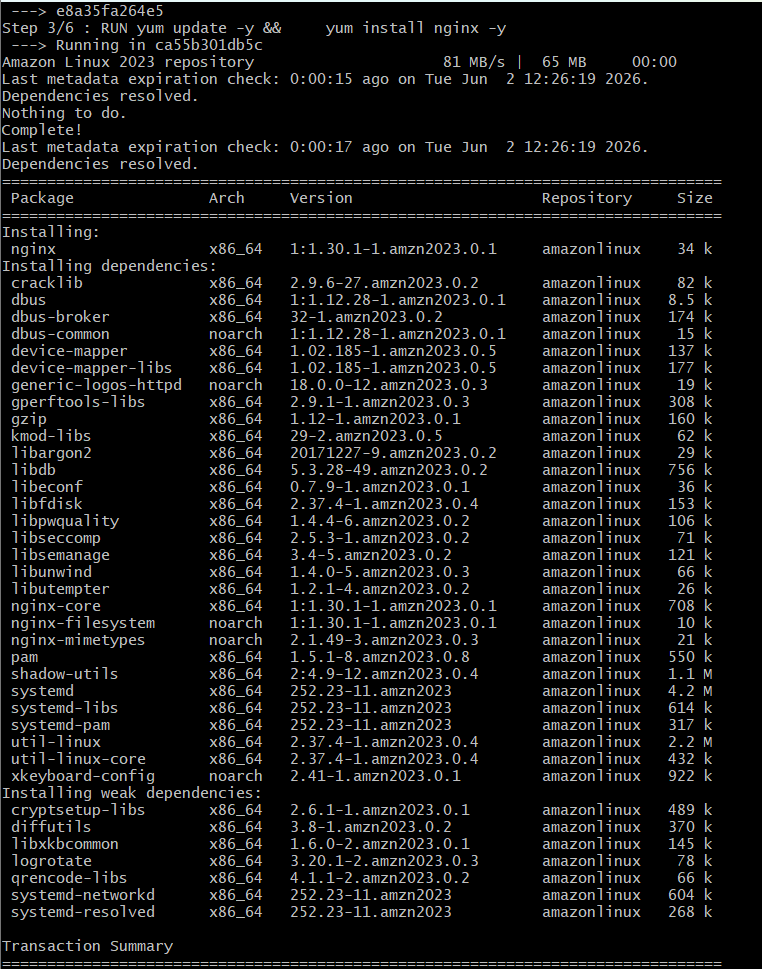 ---> e8a35fa264e5
Step 3/6 : RUN yum update -y &&     yum install nginx -y
---> Running in ca55b301db5c
Amazon Linux 2023 repository                     81 MB/s |  65 MB     00:00
Last metadata expiration check: 0:00:15 ago on Tue Jun  2 12:26:19 2026.
Dependencies resolved.
Nothing to do.
Complete!
Last metadata expiration check: 0:00:17 ago on Tue Jun  2 12:26:19 2026.
Dependencies resolved.
================================================================================
 Package               Arch     Version                     Repository     Size
================================================================================
Installing:
 nginx                 x86_64   1:1.30.1-1.amzn2023.0.1     amazonlinux    34 k
Installing dependencies:
 cracklib              x86_64   2.9.6-27.amzn2023.0.2       amazonlinux    82 k
 dbus                  x86_64   1:1.12.28-1.amzn2023.0.1    amazonlinux   8.5 k
 dbus-broker           x86_64   32-1.amzn2023.0.2           amazonlinux   174 k
 dbus-common           noarch   1:1.12.28-1.amzn2023.0.1    amazonlinux    15 k
 device-mapper         x86_64   1.02.185-1.amzn2023.0.5     amazonlinux   137 k
 device-mapper-libs    x86_64   1.02.185-1.amzn2023.0.5     amazonlinux   177 k
 generic-logos-httpd   noarch   18.0.0-12.amzn2023.0.3      amazonlinux    19 k
 gperftools-libs       x86_64   2.9.1-1.amzn2023.0.3        amazonlinux   308 k
 gzip                  x86_64   1.12-1.amzn2023.0.1         amazonlinux   160 k
 kmod-libs             x86_64   29-2.amzn2023.0.5           amazonlinux    62 k
 libargon2             x86_64   20171227-9.amzn2023.0.2     amazonlinux    29 k
 libdb                 x86_64   5.3.28-49.amzn2023.0.2      amazonlinux   756 k
 libeconf              x86_64   0.7.9-1.amzn2023.0.1        amazonlinux    36 k
 libfdisk              x86_64   2.37.4-1.amzn2023.0.4       amazonlinux   153 k
 libpwquality          x86_64   1.4.4-6.amzn2023.0.2        amazonlinux   106 k
 libseccomp            x86_64   2.5.3-1.amzn2023.0.2        amazonlinux    71 k
 libsemanage           x86_64   3.4-5.amzn2023.0.2          amazonlinux   121 k
 libunwind             x86_64   1.4.0-5.amzn2023.0.3        amazonlinux    66 k
 libutempter           x86_64   1.2.1-4.amzn2023.0.2        amazonlinux    26 k
 nginx-core            x86_64   1:1.30.1-1.amzn2023.0.1     amazonlinux   708 k
 nginx-filesystem      noarch   1:1.30.1-1.amzn2023.0.1     amazonlinux    10 k
 nginx-mimetypes       noarch   2.1.49-3.amzn2023.0.3       amazonlinux    21 k
 pam                   x86_64   1.5.1-8.amzn2023.0.8        amazonlinux   550 k
 shadow-utils          x86_64   2:4.9-12.amzn2023.0.4       amazonlinux   1.1 M
 systemd               x86_64   252.23-11.amzn2023          amazonlinux   4.2 M
 systemd-libs          x86_64   252.23-11.amzn2023          amazonlinux   614 k
 systemd-pam           x86_64   252.23-11.amzn2023          amazonlinux   317 k
 util-linux            x86_64   2.37.4-1.amzn2023.0.4       amazonlinux   2.2 M
 util-linux-core       x86_64   2.37.4-1.amzn2023.0.4       amazonlinux   432 k
 xkeyboard-config      noarch   2.41-1.amzn2023.0.1         amazonlinux   922 k
Installing weak dependencies:
 cryptsetup-libs       x86_64   2.6.1-1.amzn2023.0.1        amazonlinux   489 k
 diffutils             x86_64   3.8-1.amzn2023.0.2          amazonlinux   370 k
 libxkbcommon          x86_64   1.6.0-2.amzn2023.0.1        amazonlinux   145 k
 logrotate             x86_64   3.20.1-2.amzn2023.0.3       amazonlinux    78 k
 qrencode-libs         x86_64   4.1.1-2.amzn2023.0.2        amazonlinux    66 k
 systemd-networkd      x86_64   252.23-11.amzn2023          amazonlinux   604 k
 systemd-resolved      x86_64   252.23-11.amzn2023          amazonlinux   268 k

Transaction Summary
================================================================================